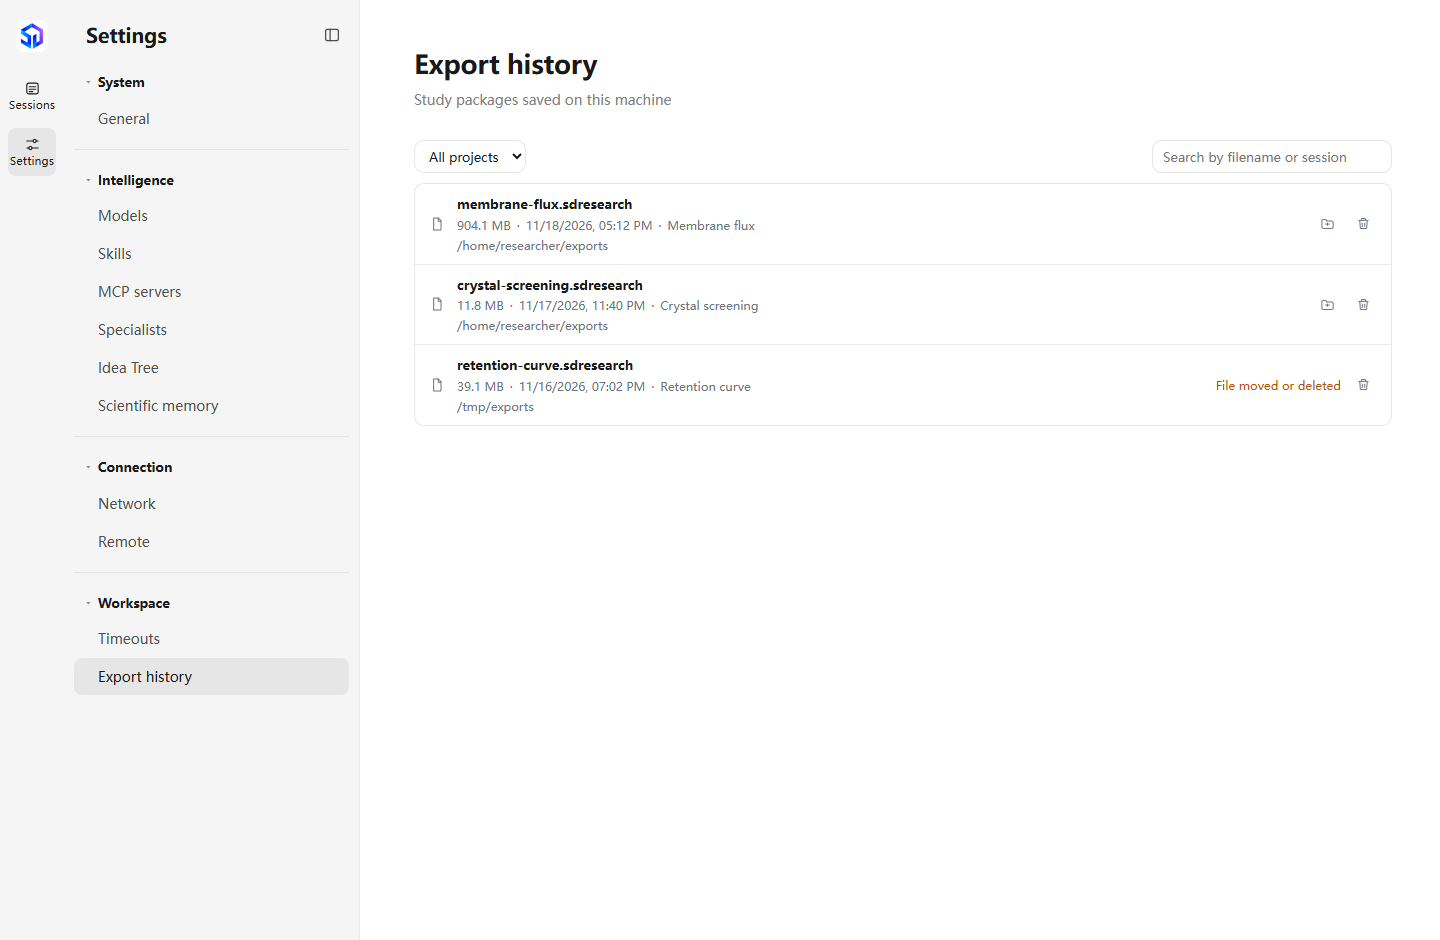 Settings
Sessions
Settings
System
General
Intelligence
Models
Skills
MCP servers
Specialists
Idea Tree
Scientific memory
Connection
Network
Remote
Workspace
Timeouts
Export history
Export history
Study packages saved on this machine
All projects
Search by filename or session
membrane-flux.sdresearch
904.1 MB · 11/18/2026, 05:12 PM · Membrane flux
/home/researcher/exports
crystal-screening.sdresearch
11.8 MB · 11/17/2026, 11:40 PM · Crystal screening
/home/researcher/exports
retention-curve.sdresearch
39.1 MB · 11/16/2026, 07:02 PM · Retention curve
/tmp/exports
File moved or deleted